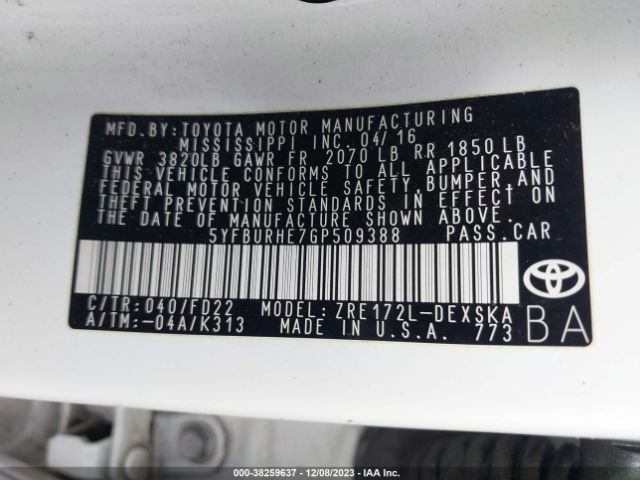 MFD. BY: TOYOTA MOTOR MANUFACTURING
MISSISSIPPI INC. 04/16
GVWR 3820LB GAWR FR 2070 LB RR 1850 LB
THIS VEHICLE CONFORMS TO ALL APPLICABLE
FEDERAL MOTOR VEHICLE SAFETY, BUMPER, AND
THEFT PREVENTION STANDARDS IN EFFECT ON
THE DATE OF MANUFACTURE SHOWN ABOVE.
5YFBURHE7GP509388 PASS. CAR
C/TR: 040/FD22 MODEL: ZRE172L-DEXSKA
A/TM: -04A/K313 MADE IN U.S.A. 773
BA
000-38259637 - 12/08/2023 - IAA Inc.